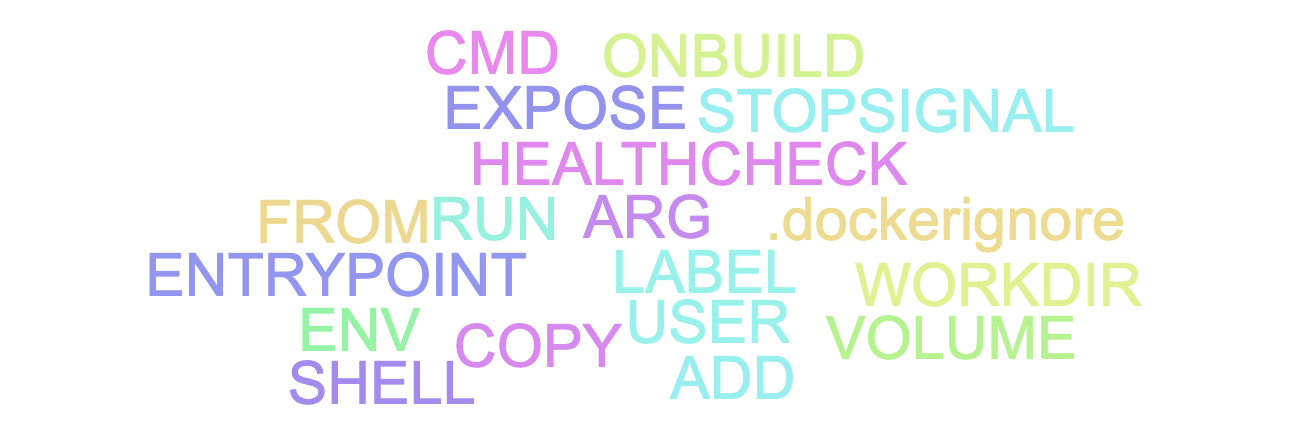 CMD ONBUILD
EXPOSE STOPSIGNAL
HEALTHCHECK
FROM RUN ARG .dockerignore
ENTRYPOINT LABEL WORKDIR
ENV COPY USER VOLUME
SHELL ADD